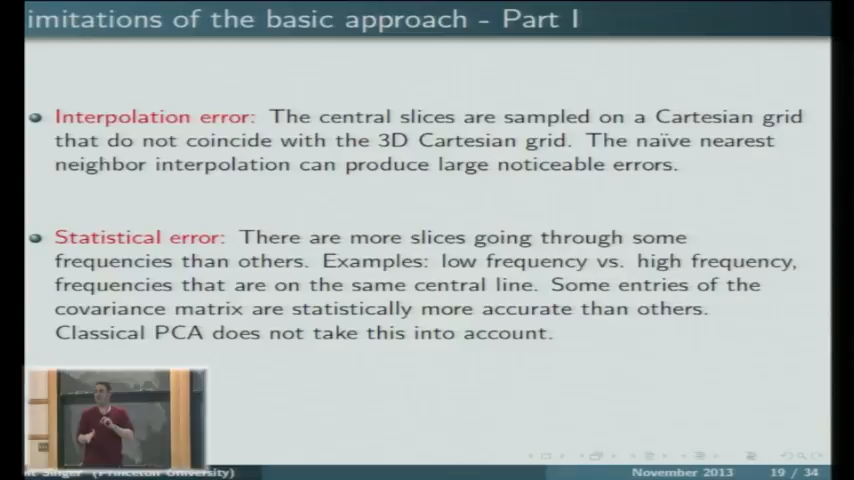 imitations of the basic approach - Part I
Interpolation error: The central slices are sampled on a Cartesian grid
that do not coincide with the 3D Cartesian grid. The naïve nearest
neighbor interpolation can produce large noticeable errors.
Statistical error: There are more slices going through some
frequencies than others. Examples: low frequency vs. high frequency,
frequencies that are on the same central line. Some entries of the
covariance matrix are statistically more accurate than others.
Classical PCA does not take this into account.
Singer (Princeton University)
November 2013
19 / 34